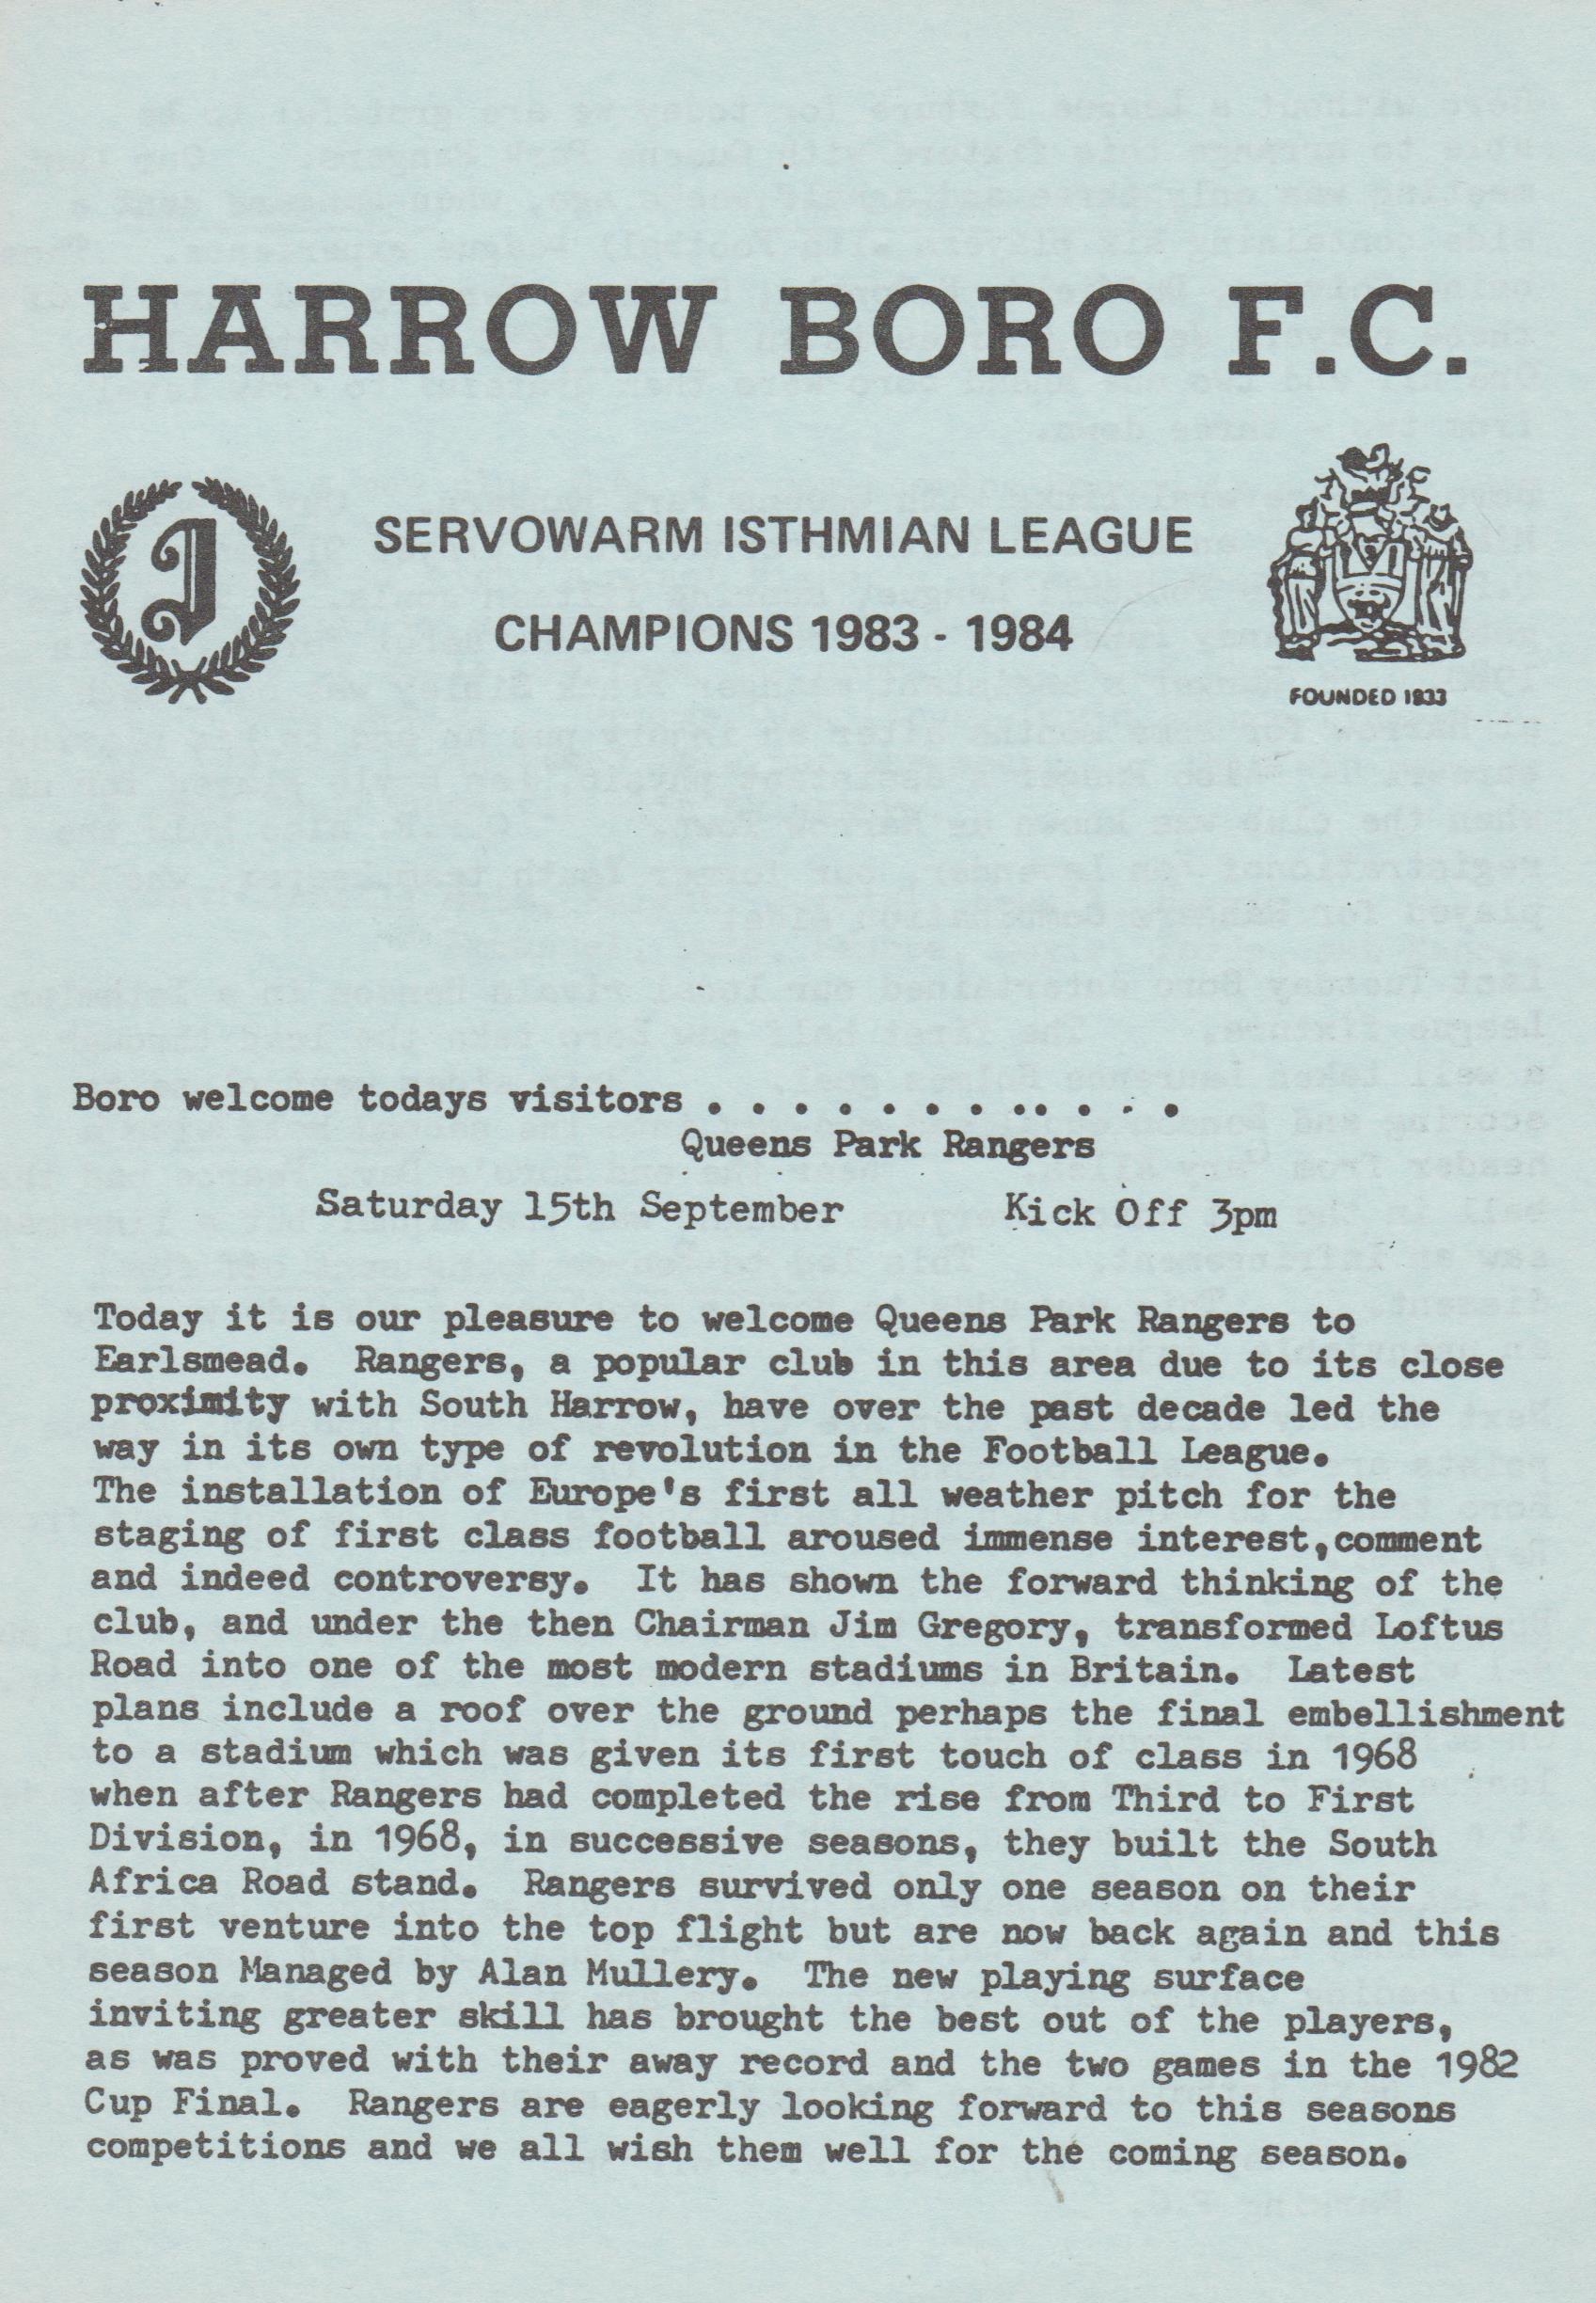 HARROW BORO F.C.
SERVOWARM ISTHMIAN LEAGUE
CHAMPIONS 1983 - 1984
FOUNDED 1933
Boro welcome todays visitors . . . . . . . .. . . .
Queens Park Rangers
Saturday 15th September Kick Off 3pm
Today it is our pleasure to welcome Queens Park Rangers to
Earlsmead. Rangers, a popular club in this area due to its close
proximity with South Harrow, have over the past decade led the
way in its own type of revolution in the Football League.
The installation of Europe's first all weather pitch for the
staging of first class football aroused immense interest,comment
and indeed controversy. It has shown the forward thinking of the
club, and under the then Chairman Jim Gregory, transformed Loftus
Road into one of the most modern stadiums in Britain. Latest
plans include a roof over the ground perhaps the final embellishment
to a stadium which was given its first touch of class in 1968
when after Rangers had completed the rise from Third to First
Division, in 1968, in successive seasons, they built the South
Africa Road stand. Rangers survived only one season on their
first venture into the top flight but are now back again and this
season Managed by Alan Mullery. The new playing surface
inviting greater skill has brought the best out of the players,
as was proved with their away record and the two games in the 1982
Cup Final. Rangers are eagerly looking forward to this seasons
competitions and we all wish them well for the coming season.